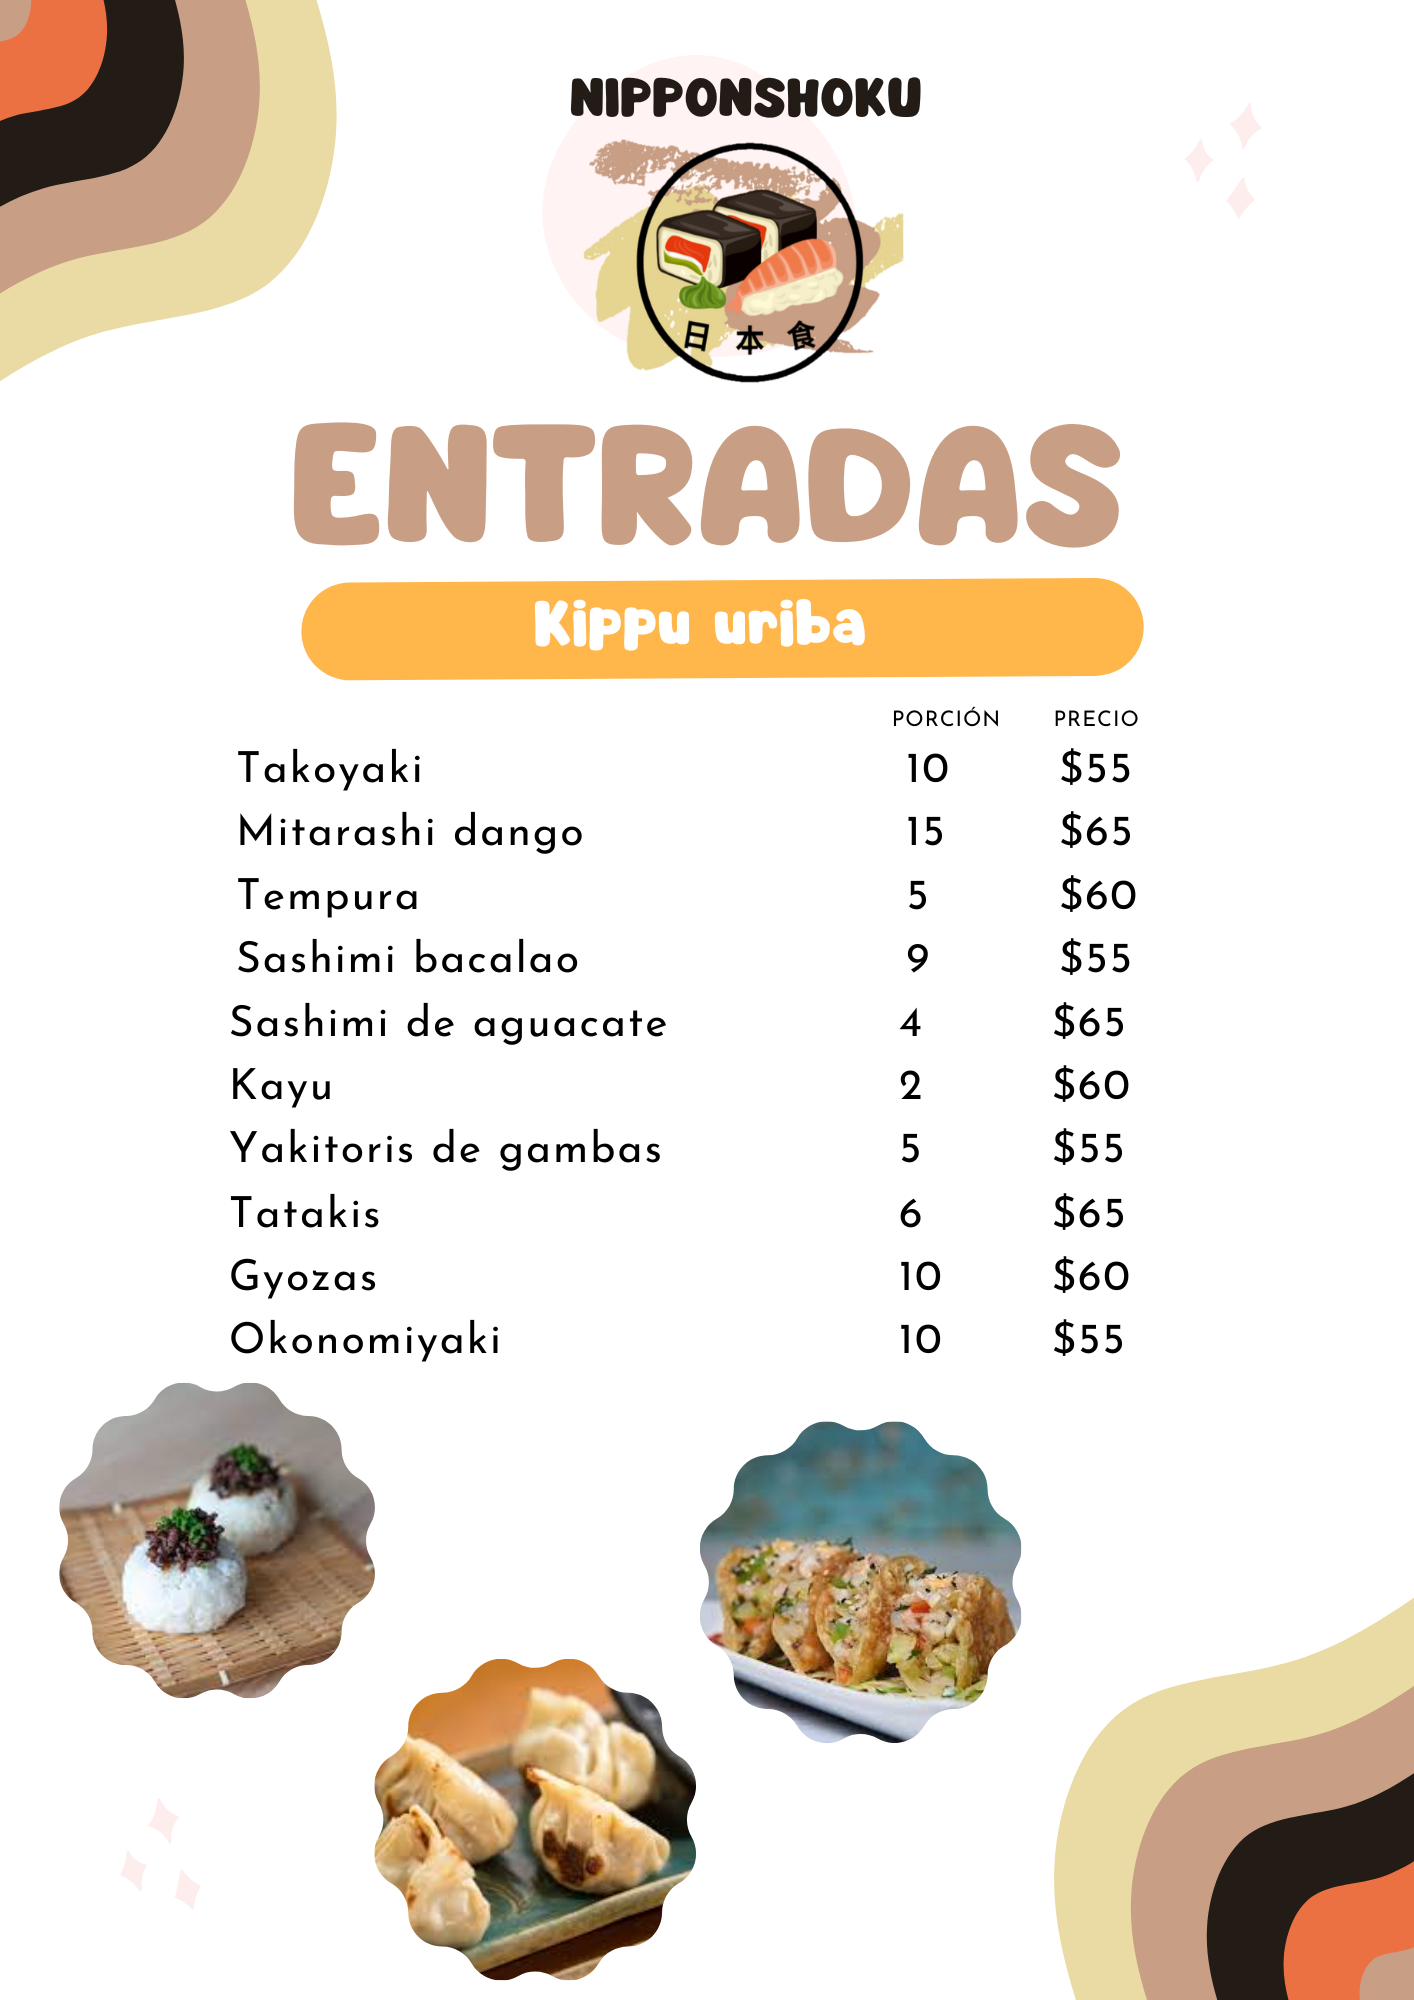 NIPPONSHOKU
日本食
ENTRADAS
Kippu uriba
PORCIÓN PRECIO
Takoyaki 10 $55
Mitarashi dango 15 $65
Tempura 5 $60
Sashimi bacalao 9 $55
Sashimi de aguacate 4 $65
Kayu 2 $60
Yakitoris de gambas 5 $55
Tatakis 6 $65
Gyozas 10 $60
Okonomiyaki 10 $55